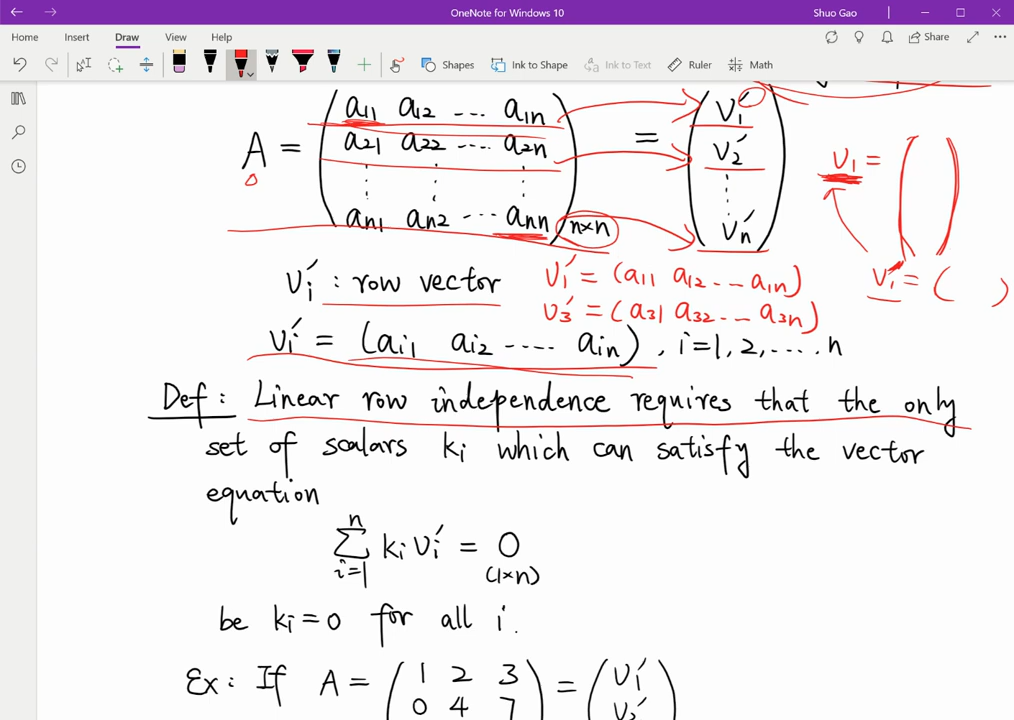 OneNote for Windows 10
Shuo Gao
Home Insert Draw View Help
Share
Shapes Ink to Shape Ink to Text Ruler Math
A = ( a11 a12 ... a1n = ( v1′
a21 a22 .... a2n v2′
⋮ ⋮ ⋮ ⋮
an1 an2 ... ann ) n×n vn′ )
v1 = ( )
v1′ = ( )
vi′ : row vector
v1′ = (a11 a12 ... a1n)
v3′ = (a31 a32 ... a3n)
vi′ = (ai1 ai2 ..... ain) , i=1, 2, ...., n
Def : Linear row independence requires that the only
set of scalars ki which can satisfy the vector
equation
n
∑ ki vi′ = 0
i=1 (1×n)
be ki=0 for all i.
Ex: If A = ( 1 2 3 ) = ( v1′ )
0 4 7 v2′